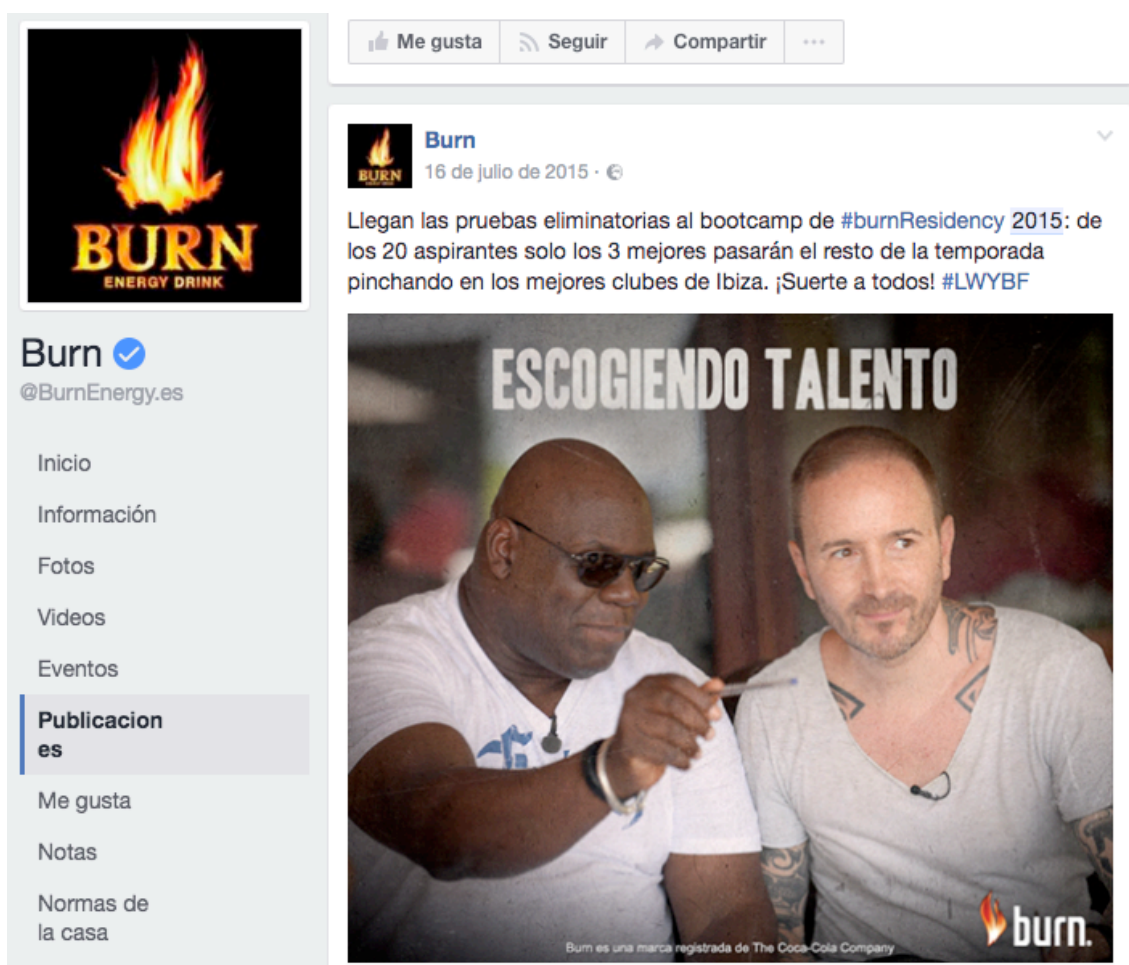 Me gusta
Seguir
Compartir
BURN
ENERGY DRINK
Burn
@BurnEnergy.es
Inicio
Información
Fotos
Videos
Eventos
Publicacion
es
Me gusta
Notas
Normas de
la casa
BURN
Burn
16 de julio de 2015 ·
Llegan las pruebas eliminatorias al bootcamp de #burnResidency 2015: de
los 20 aspirantes solo los 3 mejores pasarán el resto de la temporada
pinchando en los mejores clubes de Ibiza. ¡Suerte a todos! #LWYBF
ESCOGIENDO TALENTO
burn.
Burn es una marca registrada de The Coca-Cola Company